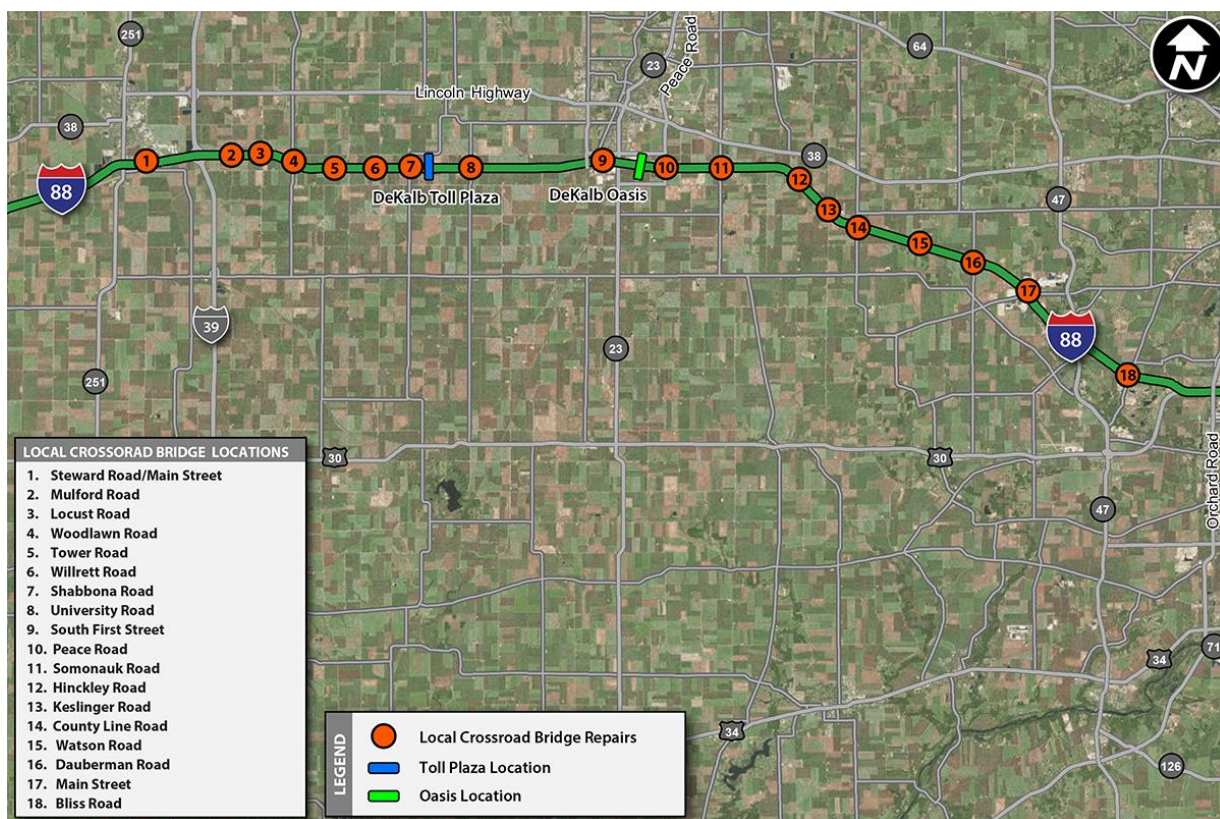 251
64
N
23
Peace Road
Lincoln Highway
38
38
1
2
3
4
5
6
7
8
9
10
11
12
13
14
15
16
17
18
88
DeKalb Toll Plaza
DeKalb Oasis
47
39
23
88
251
30
30
47
Orchard Road
34
71
34
126
LOCAL CROSSORAD BRIDGE LOCATIONS
1. Steward Road/Main Street
2. Mulford Road
3. Locust Road
4. Woodlawn Road
5. Tower Road
6. Willrett Road
7. Shabbona Road
8. University Road
9. South First Street
10. Peace Road
11. Somonauk Road
12. Hinckley Road
13. Keslinger Road
14. County Line Road
15. Watson Road
16. Dauberman Road
17. Main Street
18. Bliss Road
LEGEND
Local Crossroad Bridge Repairs
Toll Plaza Location
Oasis Location